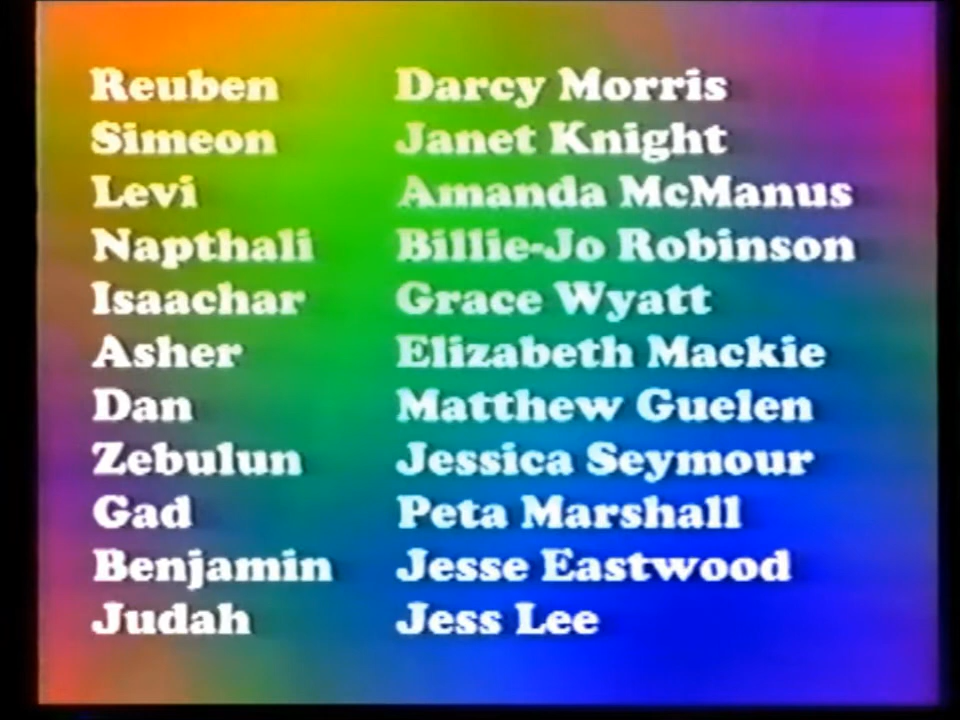 Reuben Darcy Morris
Simeon Janet Knight
Levi Amanda McManus
Napthali Billie-Jo Robinson
Isaachar Grace Wyatt
Asher Elizabeth Mackie
Dan Matthew Guelen
Zebulun Jessica Seymour
Gad Peta Marshall
Benjamin Jesse Eastwood
Judah Jess Lee